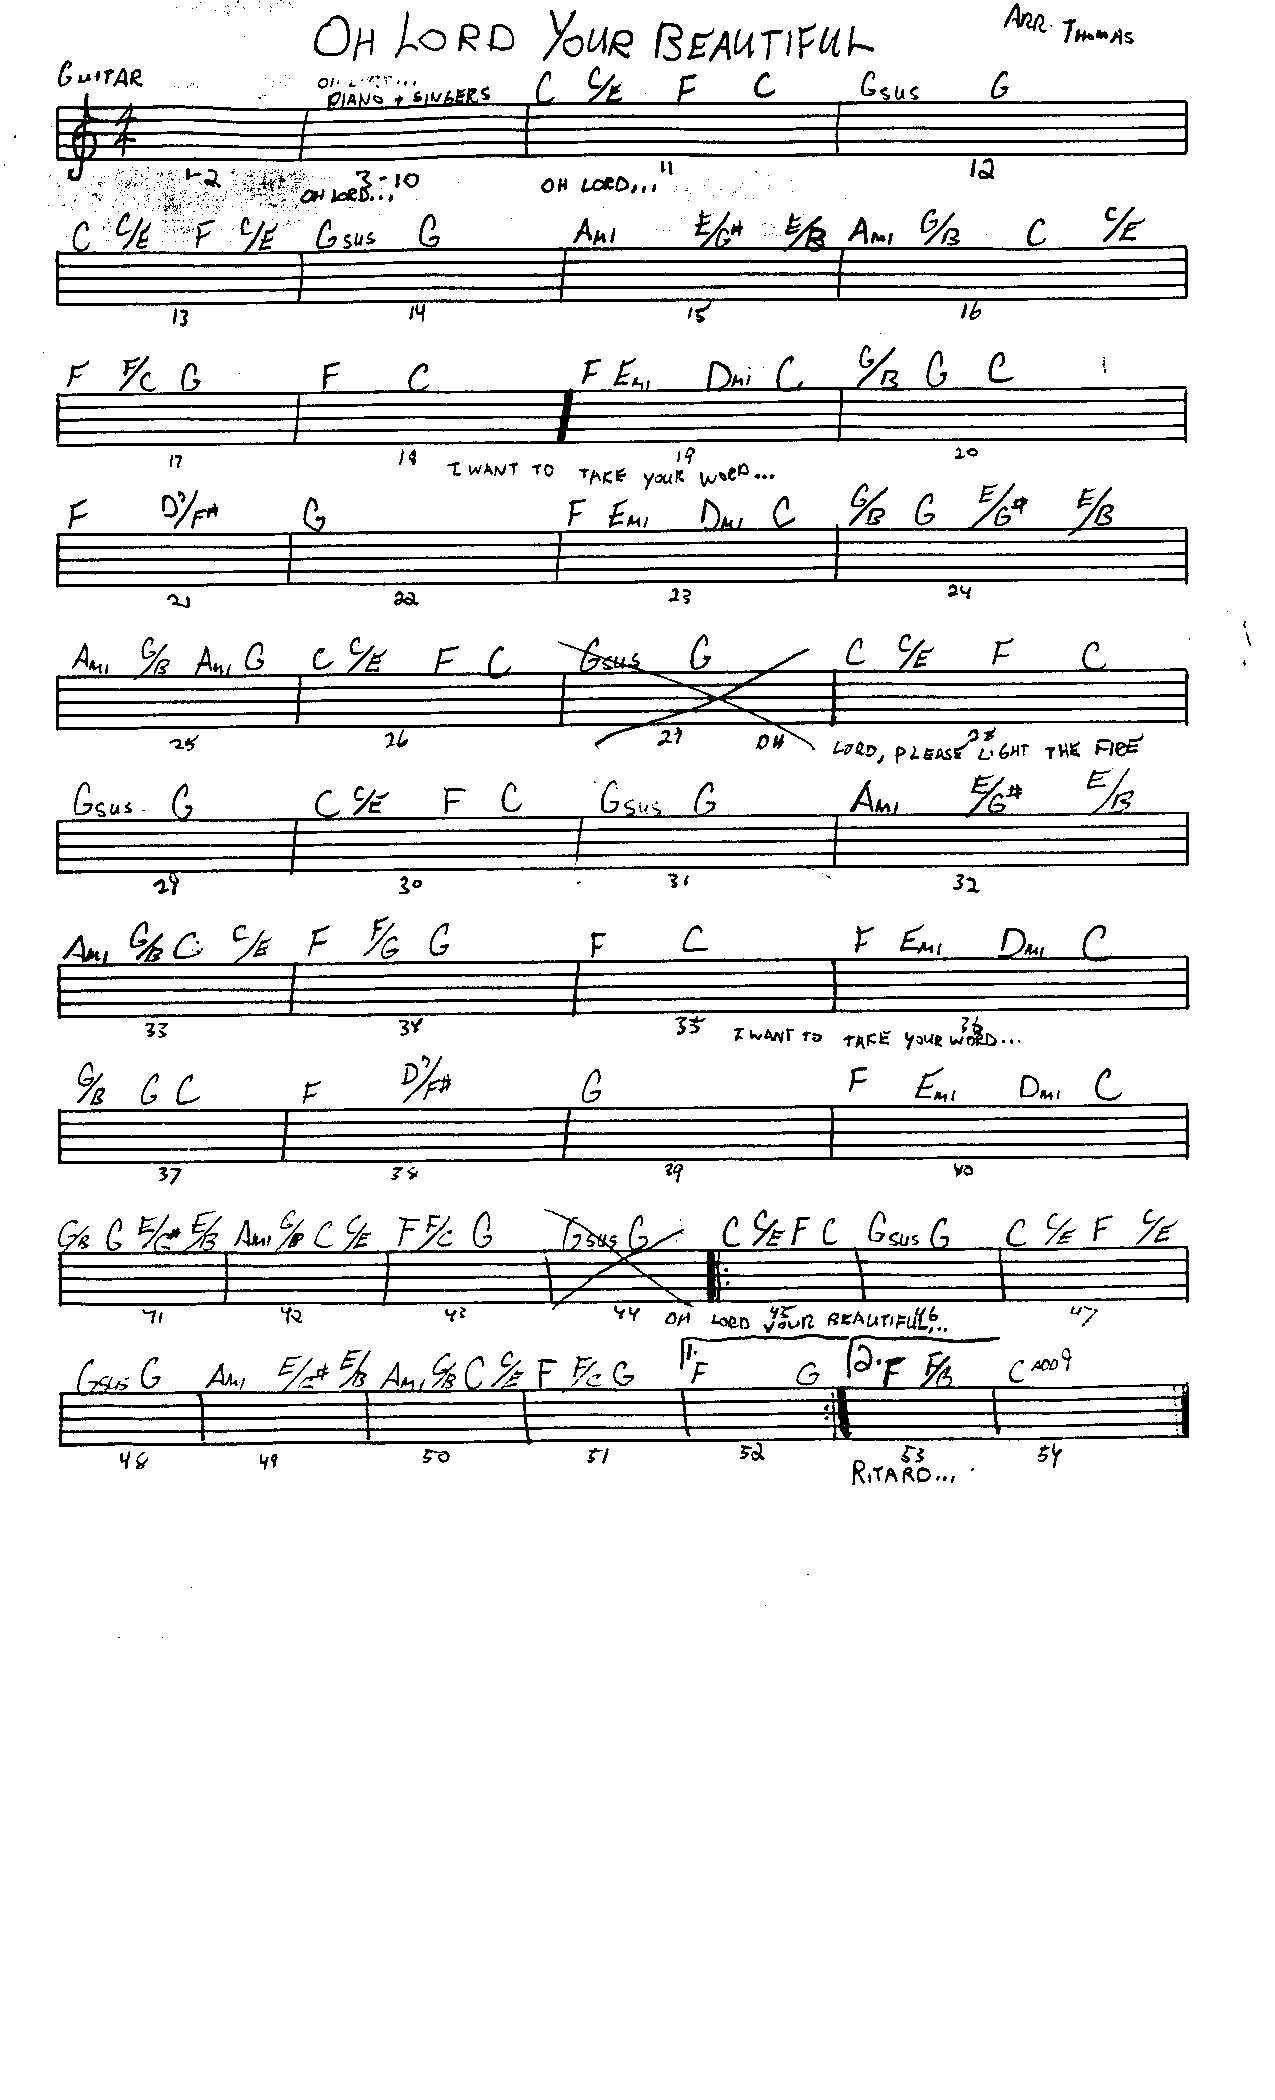 OH LORD YOUR BEAUTIFUL
ARR. THOMAS
GUITAR
PIANO + SINGERS
C C/E F C Gsus G
4/4
1-2 3-10 11 12
OH LORD... OH LORD...
C C/E F C/E Gsus G AMI E/G# E/B AMI G/B C C/E
13 14 15 16
F F/C G F C F EMI DMI C G/B G C
17 18 19 20
I WANT TO TAKE YOUR WORD...
F D7/F# G F EMI DMI C G/B G E/G# E/B
21 22 23 24
AMI G/B AMI G C C/E F C Gsus G C C/E F C
25 26 27 28
OH LORD, PLEASE LIGHT THE FIRE
Gsus G C C/E F C Gsus G AMI E/G# E/B
29 30 31 32
AMI G/B C C/E F F/G G F C F EMI DMI C
33 34 35 36
I WANT TO TAKE YOUR WORD...
G/B G C F D7/F# G F EMI DMI C
37 38 39 40
G/B G E/G# E/B AMI G/B C C/E F F/C G Gsus G C C/E F C Gsus G C C/E F C/E
41 42 43 44 45 46 47
OH LORD YOUR BEAUTIFUL...
1. 2.
Gsus G AMI E/G# E/B AMI G/B C C/E F F/C G F G F F/B C ADD9
48 49 50 51 52 53 54
RITARD...